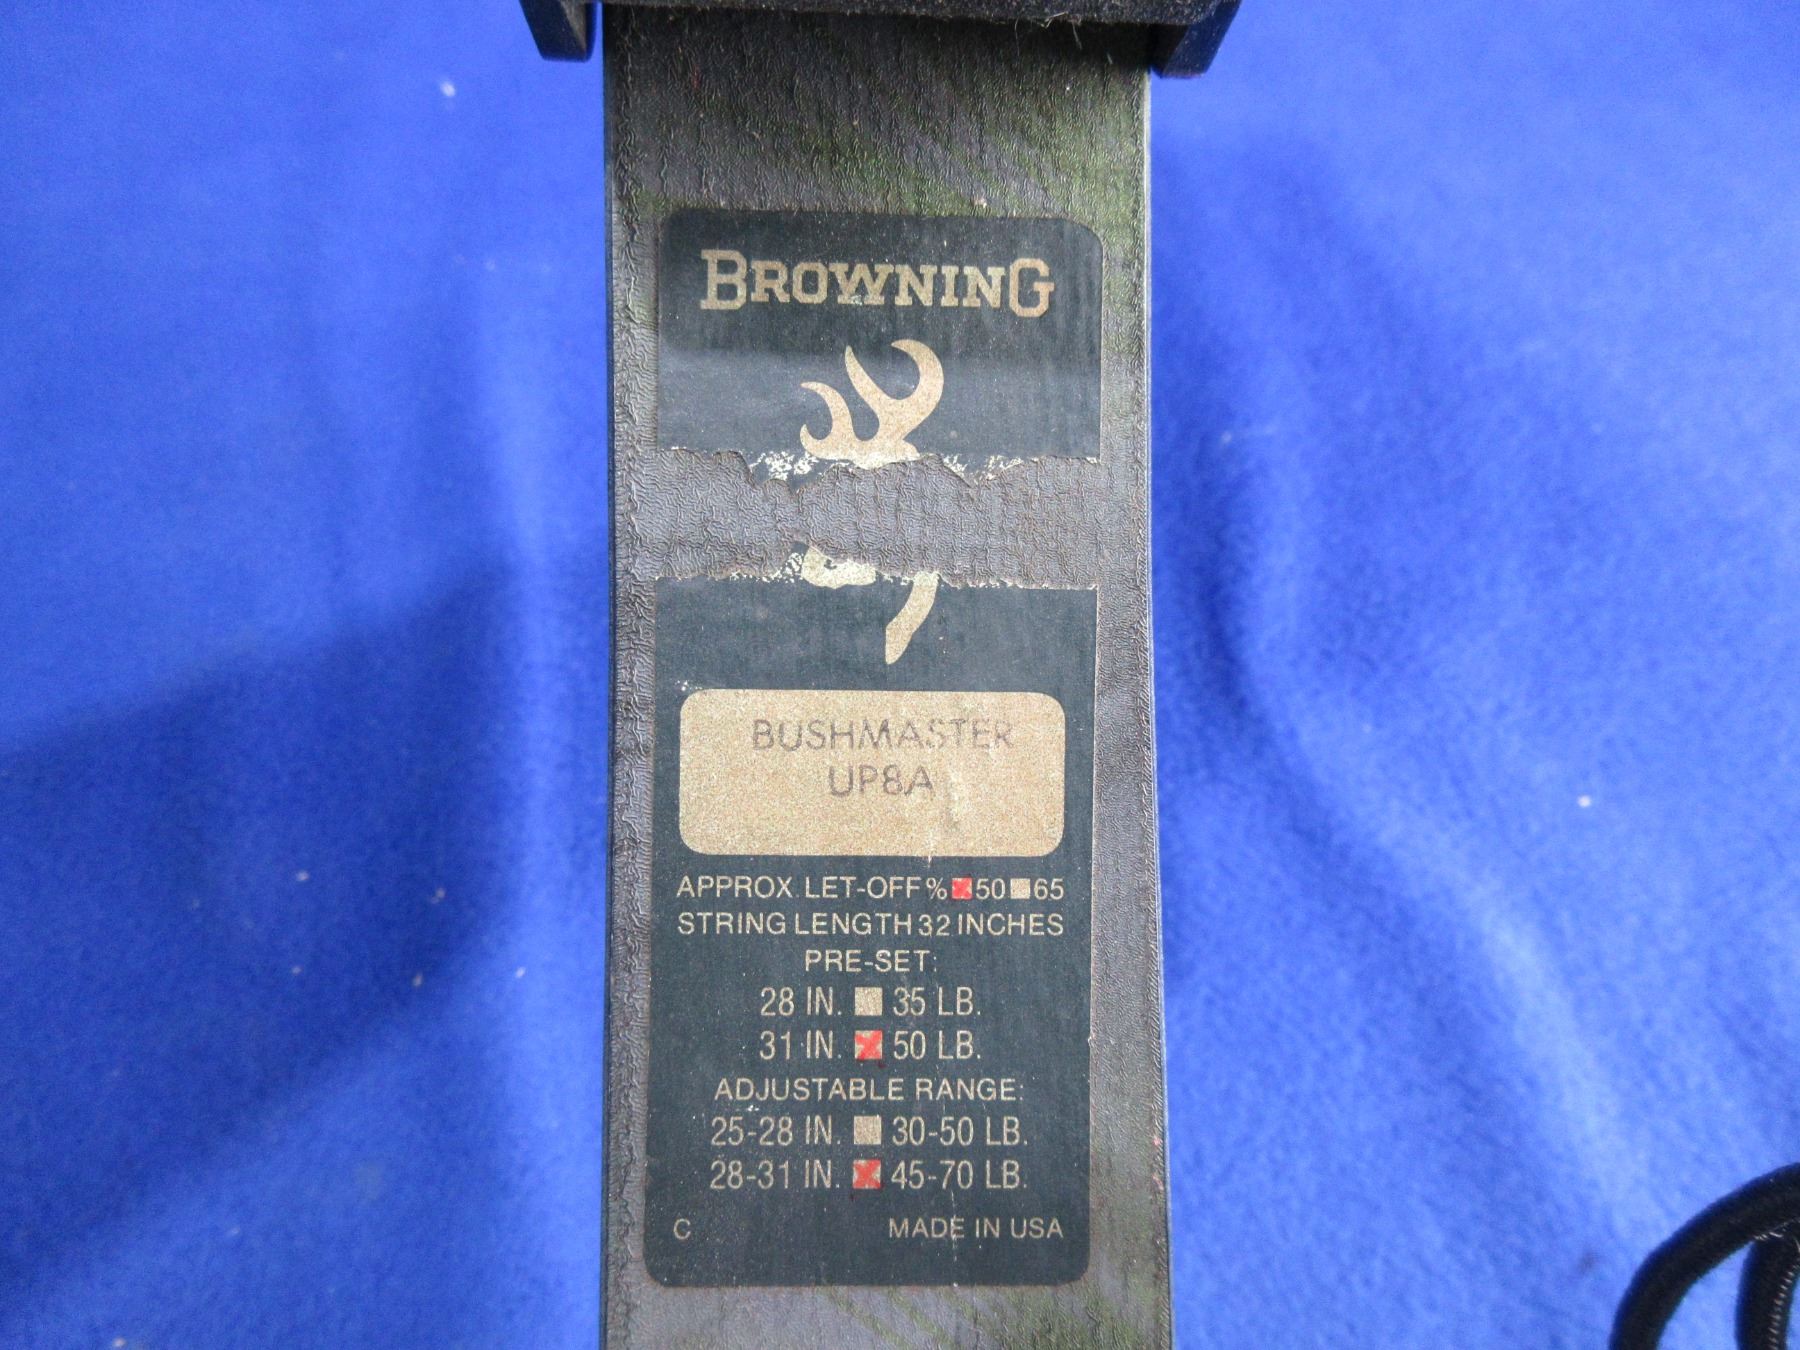 BROWNING
BUSHMASTER
UP8A
APPROX. LET-OFF % 50 65
STRING LENGTH 32 INCHES
PRE-SET:
28 IN. 35 LB.
31 IN. 50 LB.
ADJUSTABLE RANGE:
25-28 IN. 30-50 LB.
28-31 IN. 45-70 LB.
C MADE IN USA